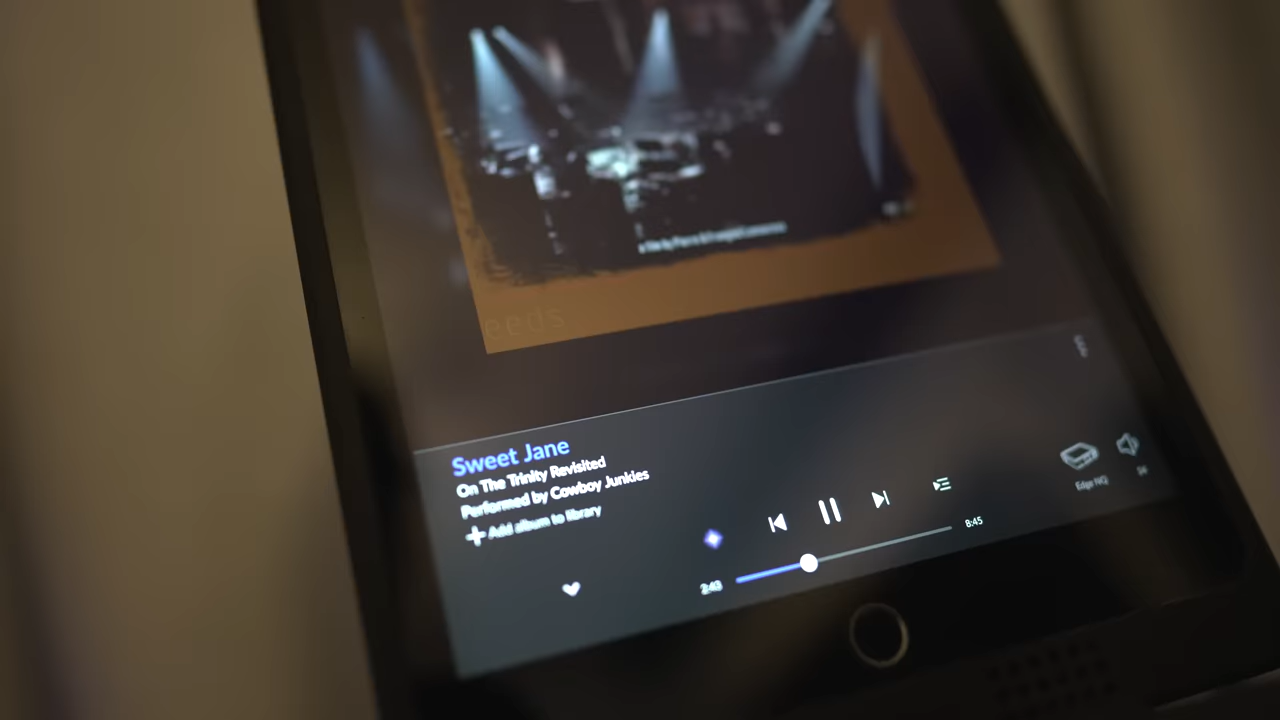 eeds
Sweet Jane
On The Trinity Revisited
Performed by Cowboy Junkies
Add album to library
2:43
8:45
Edge NQ